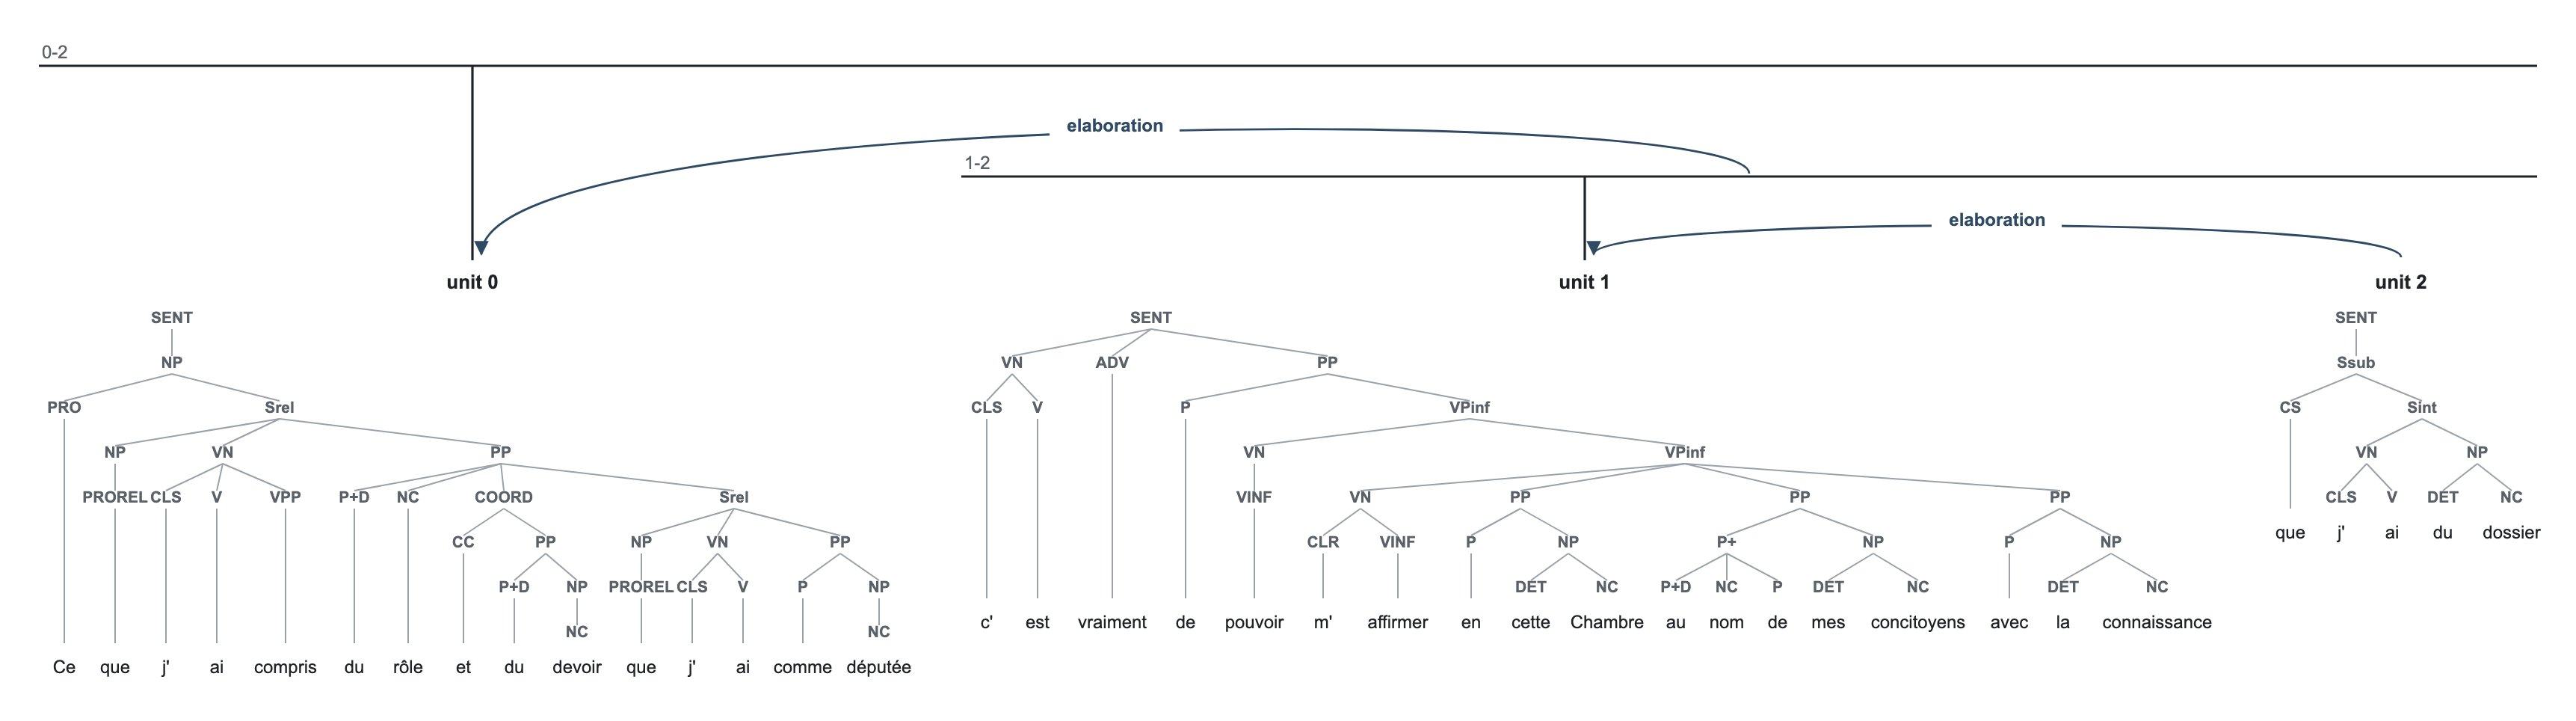 0-2
elaboration
1-2
elaboration
unit 0 unit 1 unit 2
SENT SENT SENT
NP VN ADV PP Ssub
PRO Srel CLS V P VPinf CS Sint
NP VN PP VN VPinf VN NP
PROREL CLS V VPP P+D NC COORD Srel VINF VN PP PP PP CLS V DET NC
que j' ai du dossier
CC PP NP VN PP CLR VINF P NP P+ NP P NP
P+D NP PROREL CLS V P NP DET NC P+D NC P DET NC DET NC
c' est vraiment de pouvoir m' affirmer en cette Chambre au nom de mes concitoyens avec la connaissance
NC NC
Ce que j' ai compris du rôle et du devoir que j' ai comme députée